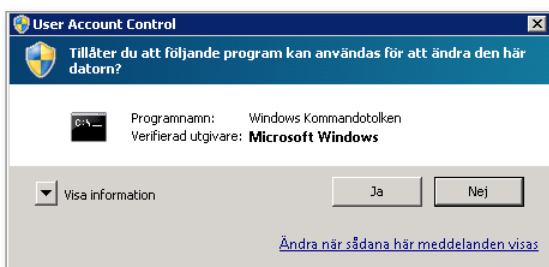 User Account Control
Tillåter du att följande program kan användas för att ändra den här
datorn?
C:\_
Programnamn: Windows Kommandotolken
Verifierad utgivare: Microsoft Windows
Visa information
Ja
Nej
Ändra när sådana här meddelanden visas